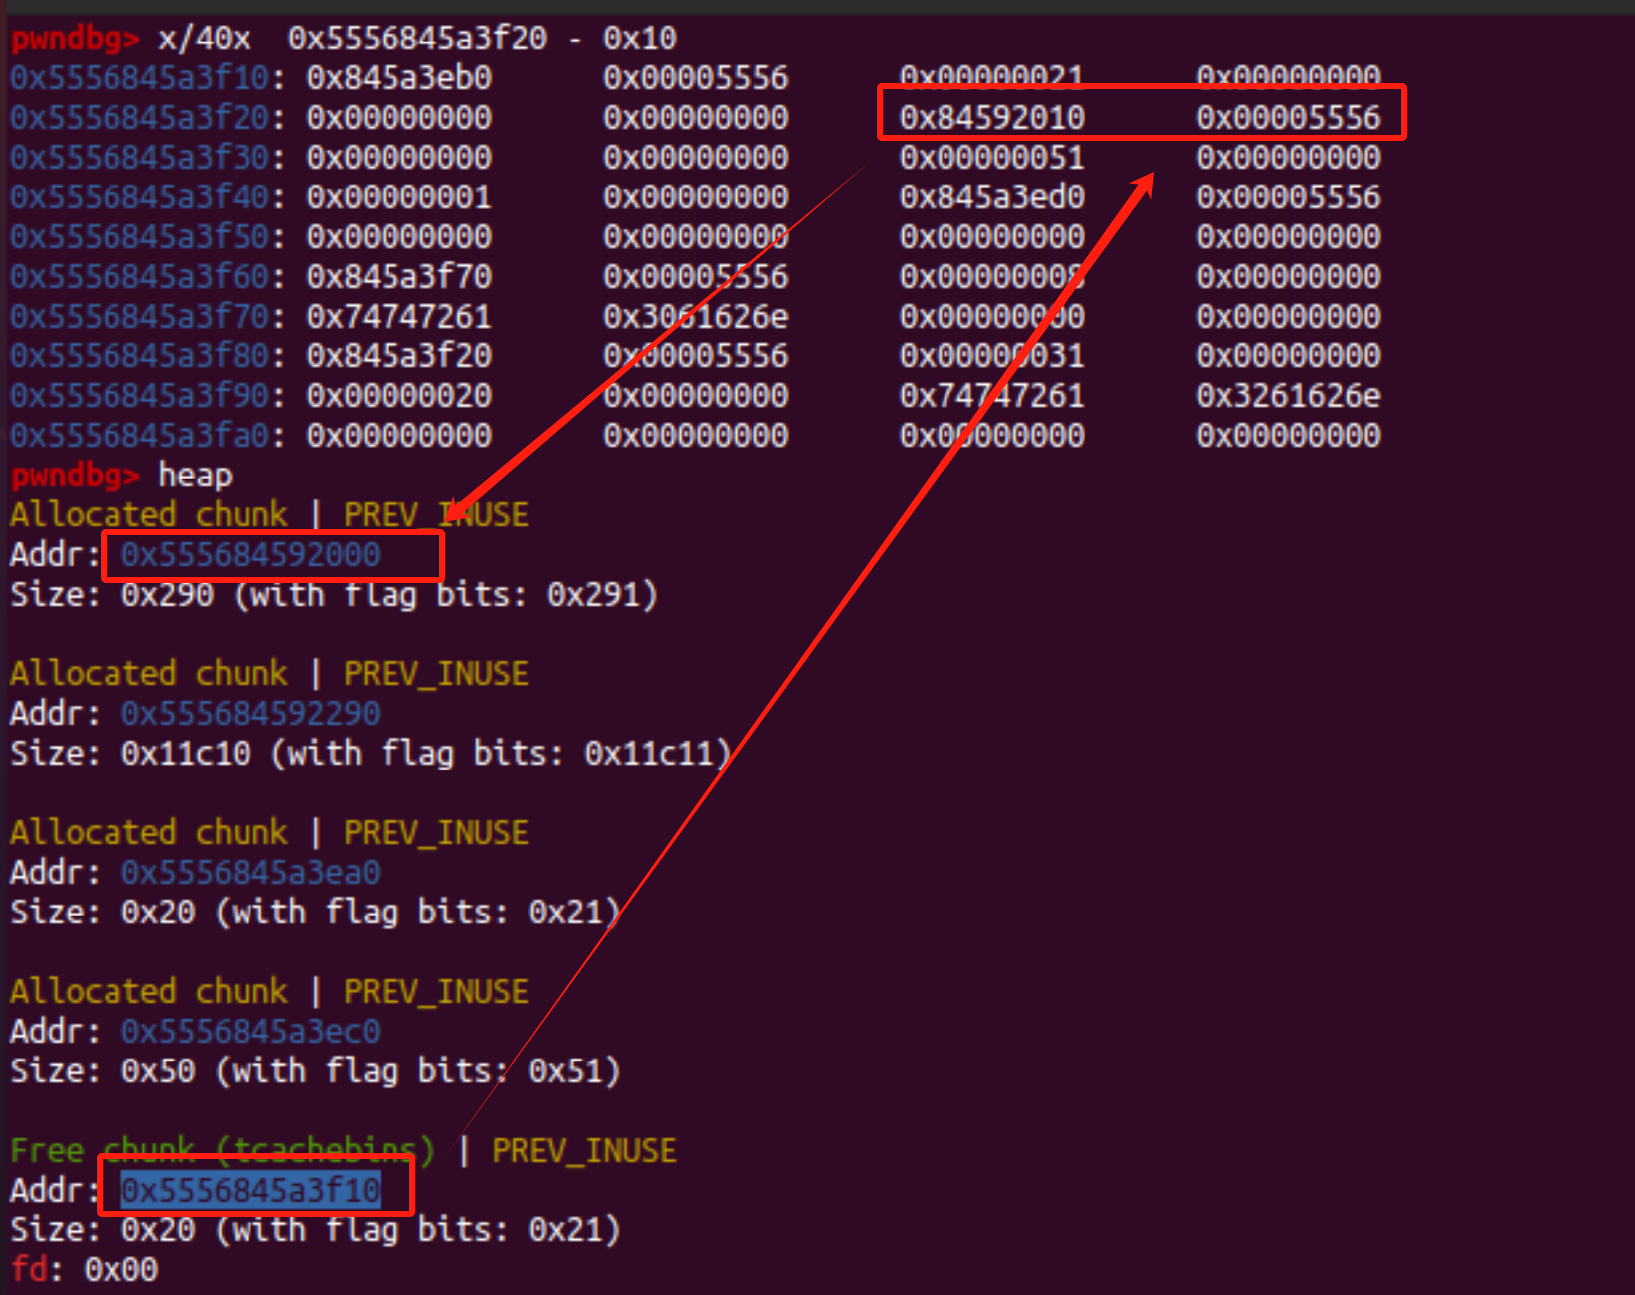 pwndbg> x/40x  0x5556845a3f20 - 0x10
0x5556845a3f10: 0x845a3eb0 0x00005556 0x00000021 0x00000000
0x5556845a3f20: 0x00000000 0x00000000 0x84592010 0x00005556
0x5556845a3f30: 0x00000000 0x00000000 0x00000051 0x00000000
0x5556845a3f40: 0x00000001 0x00000000 0x845a3ed0 0x00005556
0x5556845a3f50: 0x00000000 0x00000000 0x00000000 0x00000000
0x5556845a3f60: 0x845a3f70 0x00005556 0x00000008 0x00000000
0x5556845a3f70: 0x74747261 0x3061626e 0x00000000 0x00000000
0x5556845a3f80: 0x845a3f20 0x00005556 0x00000031 0x00000000
0x5556845a3f90: 0x00000020 0x00000000 0x74747261 0x3261626e
0x5556845a3fa0: 0x00000000 0x00000000 0x00000000 0x00000000
pwndbg> heap
Allocated chunk | PREV_INUSE
Addr: 0x555684592000
Size: 0x290 (with flag bits: 0x291)
Allocated chunk | PREV_INUSE
Addr: 0x555684592290
Size: 0x11c10 (with flag bits: 0x11c11)
Allocated chunk | PREV_INUSE
Addr: 0x5556845a3ea0
Size: 0x20 (with flag bits: 0x21)
Allocated chunk | PREV_INUSE
Addr: 0x5556845a3ec0
Size: 0x50 (with flag bits: 0x51)
Free chunk (tcachebins) | PREV_INUSE
Addr: 0x5556845a3f10
Size: 0x20 (with flag bits: 0x21)
fd: 0x00